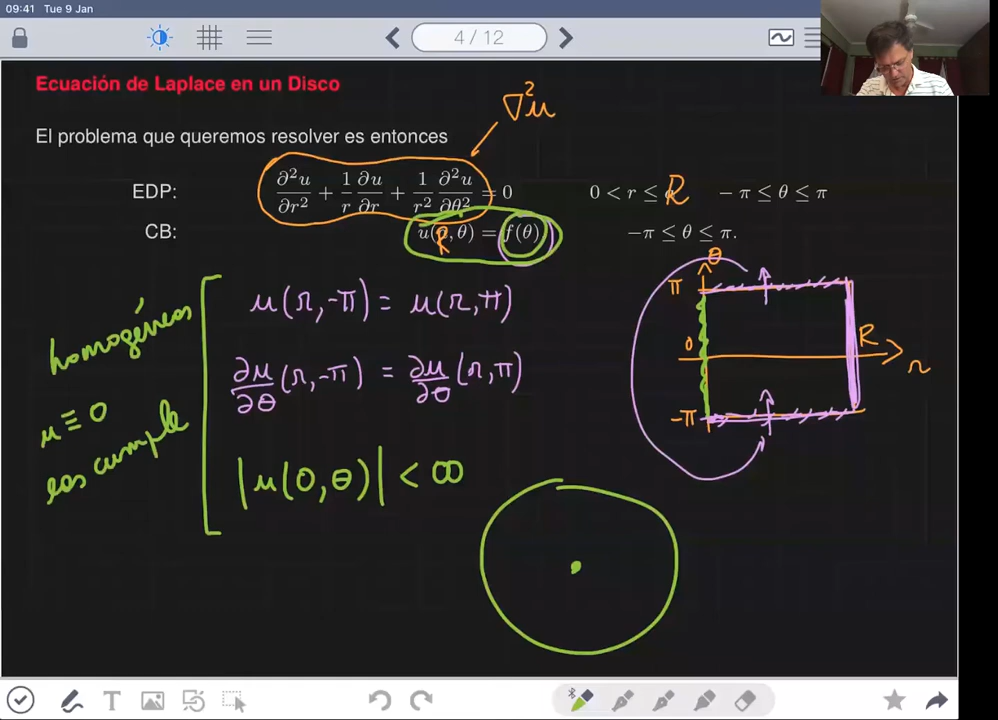 09:41 Tue 9 Jan
4 / 12
Ecuación de Laplace en un Disco
∇²u
El problema que queremos resolver es entonces
EDP: ∂²u/∂r² + 1/r ∂u/∂r + 1/r² ∂²u/∂θ² = 0 0 < r ≤ R − π ≤ θ ≤ π
CB: u(R, θ) = f(θ) −π ≤ θ ≤ π.
homogéneas
u ≡ 0
las cumple
u(r,-π) = u(r,π)
∂u/∂θ (r,-π) = ∂u/∂θ (r,π)
|u(0,θ)| < ∞
θ
π
0
R
r
-π
T